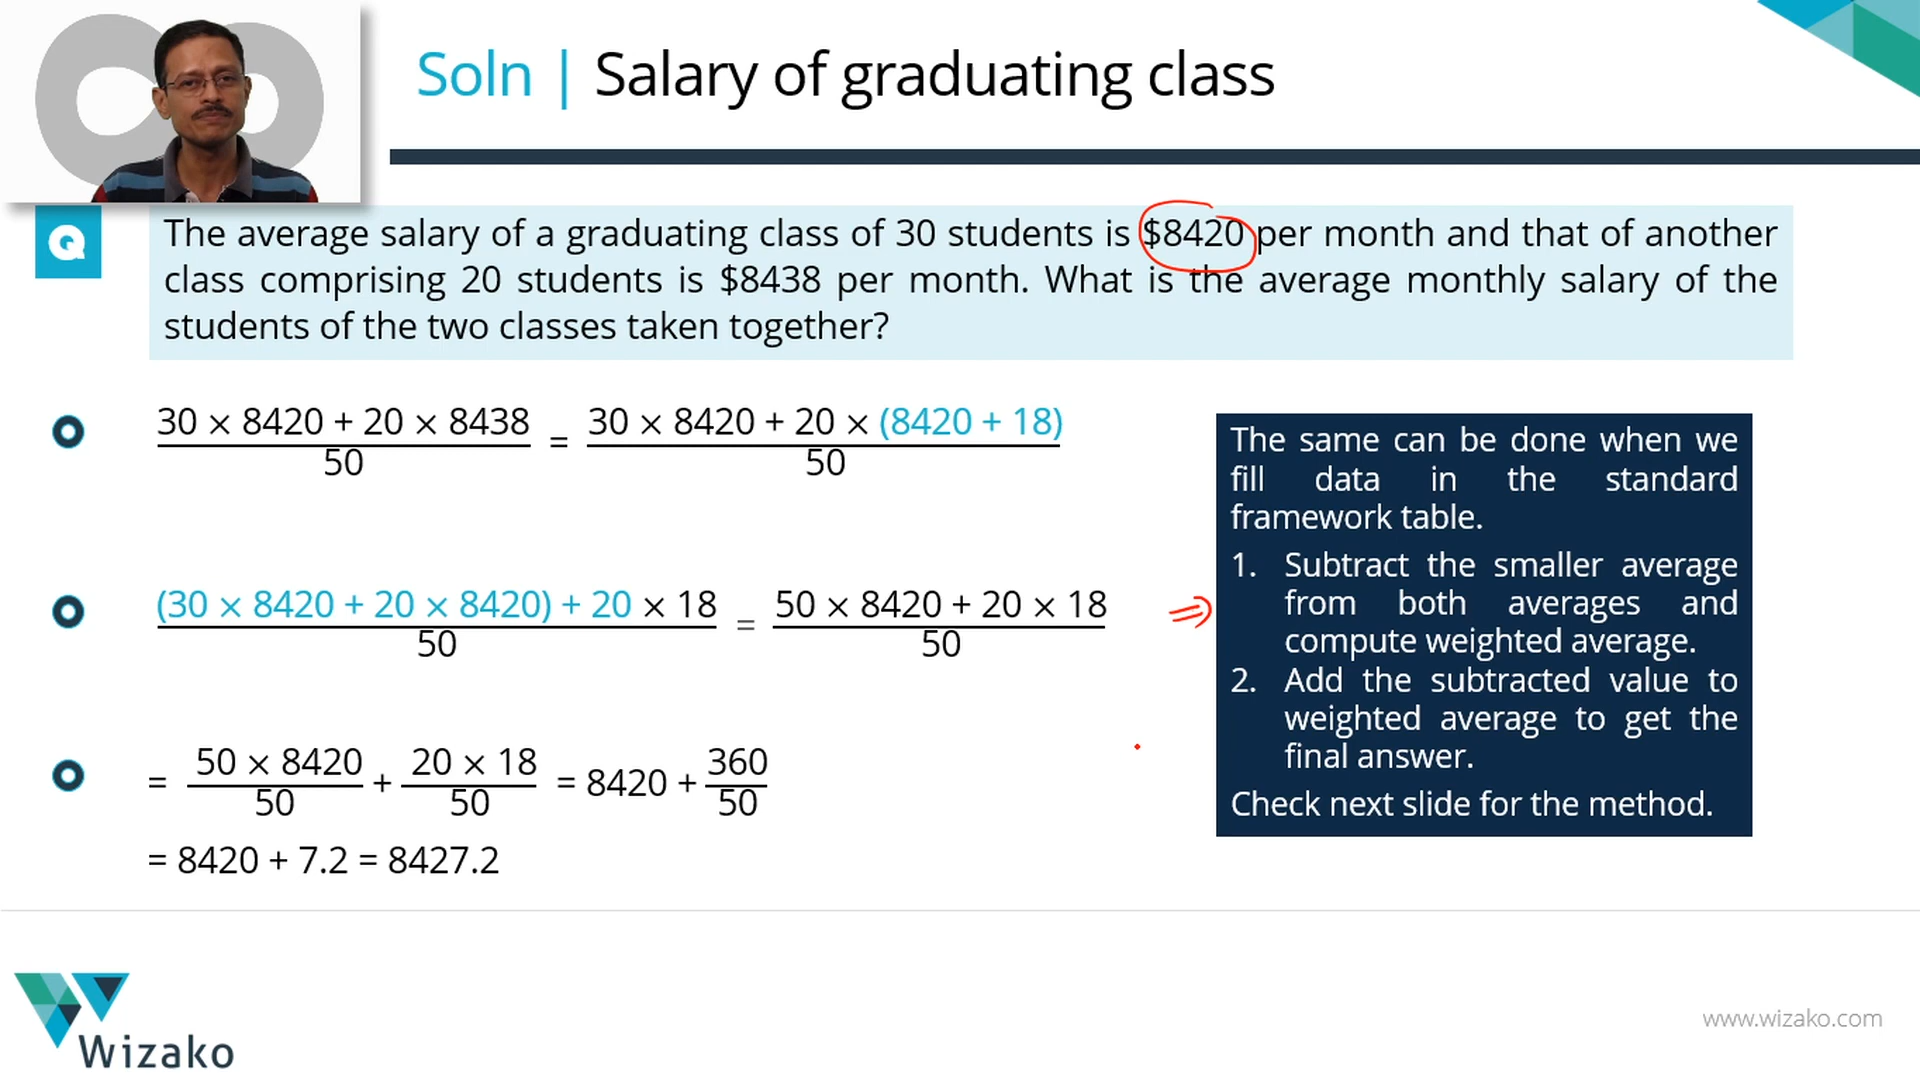 Soln | Salary of graduating class
Q
The average salary of a graduating class of 30 students is $8420 per month and that of another
class comprising 20 students is $8438 per month. What is the average monthly salary of the
students of the two classes taken together?
30 × 8420 + 20 × 8438 / 50 = 30 × 8420 + 20 × (8420 + 18) / 50
(30 × 8420 + 20 × 8420) + 20 × 18 / 50 = 50 × 8420 + 20 × 18 / 50
= 50 × 8420 / 50 + 20 × 18 / 50 = 8420 + 360 / 50
= 8420 + 7.2 = 8427.2
The same can be done when we
fill data in the standard
framework table.
1. Subtract the smaller average
from both averages and
compute weighted average.
2. Add the subtracted value to
weighted average to get the
final answer.
Check next slide for the method.
Wizako
www.wizako.com